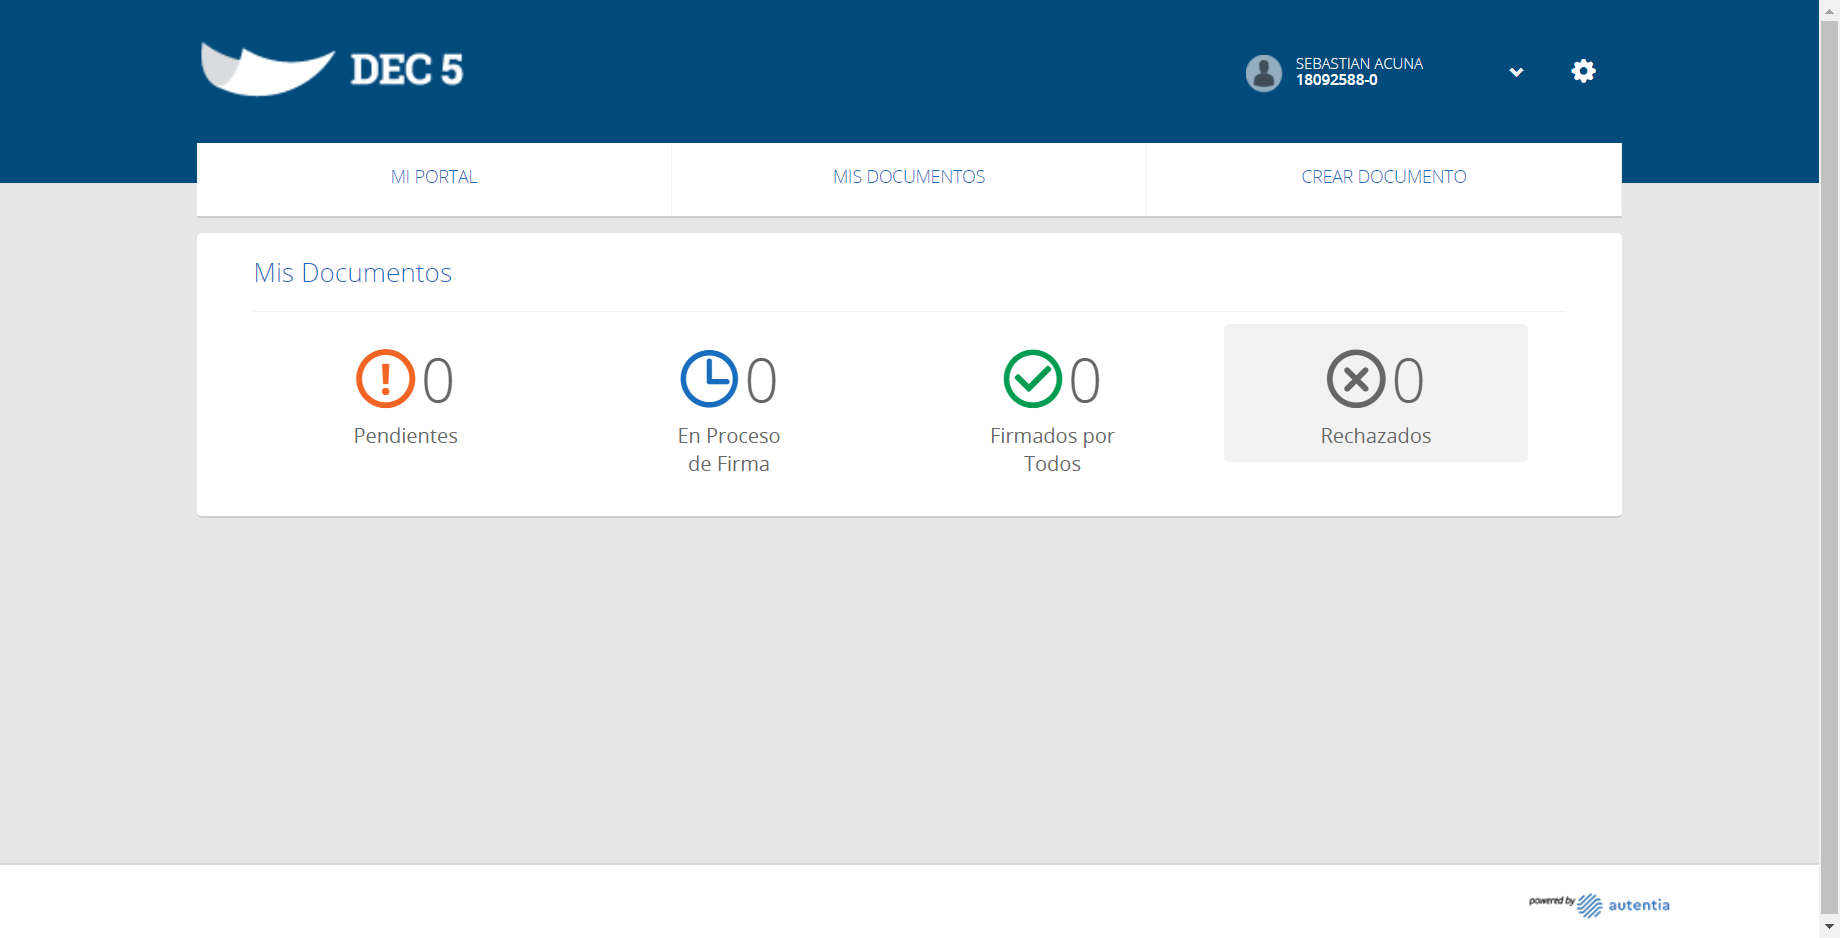 DEC 5
SEBASTIAN ACUNA
18092588-0
MI PORTAL
MIS DOCUMENTOS
CREAR DOCUMENTO
Mis Documentos
0
Pendientes
0
En Proceso
de Firma
0
Firmados por
Todos
0
Rechazados
powered by autentia